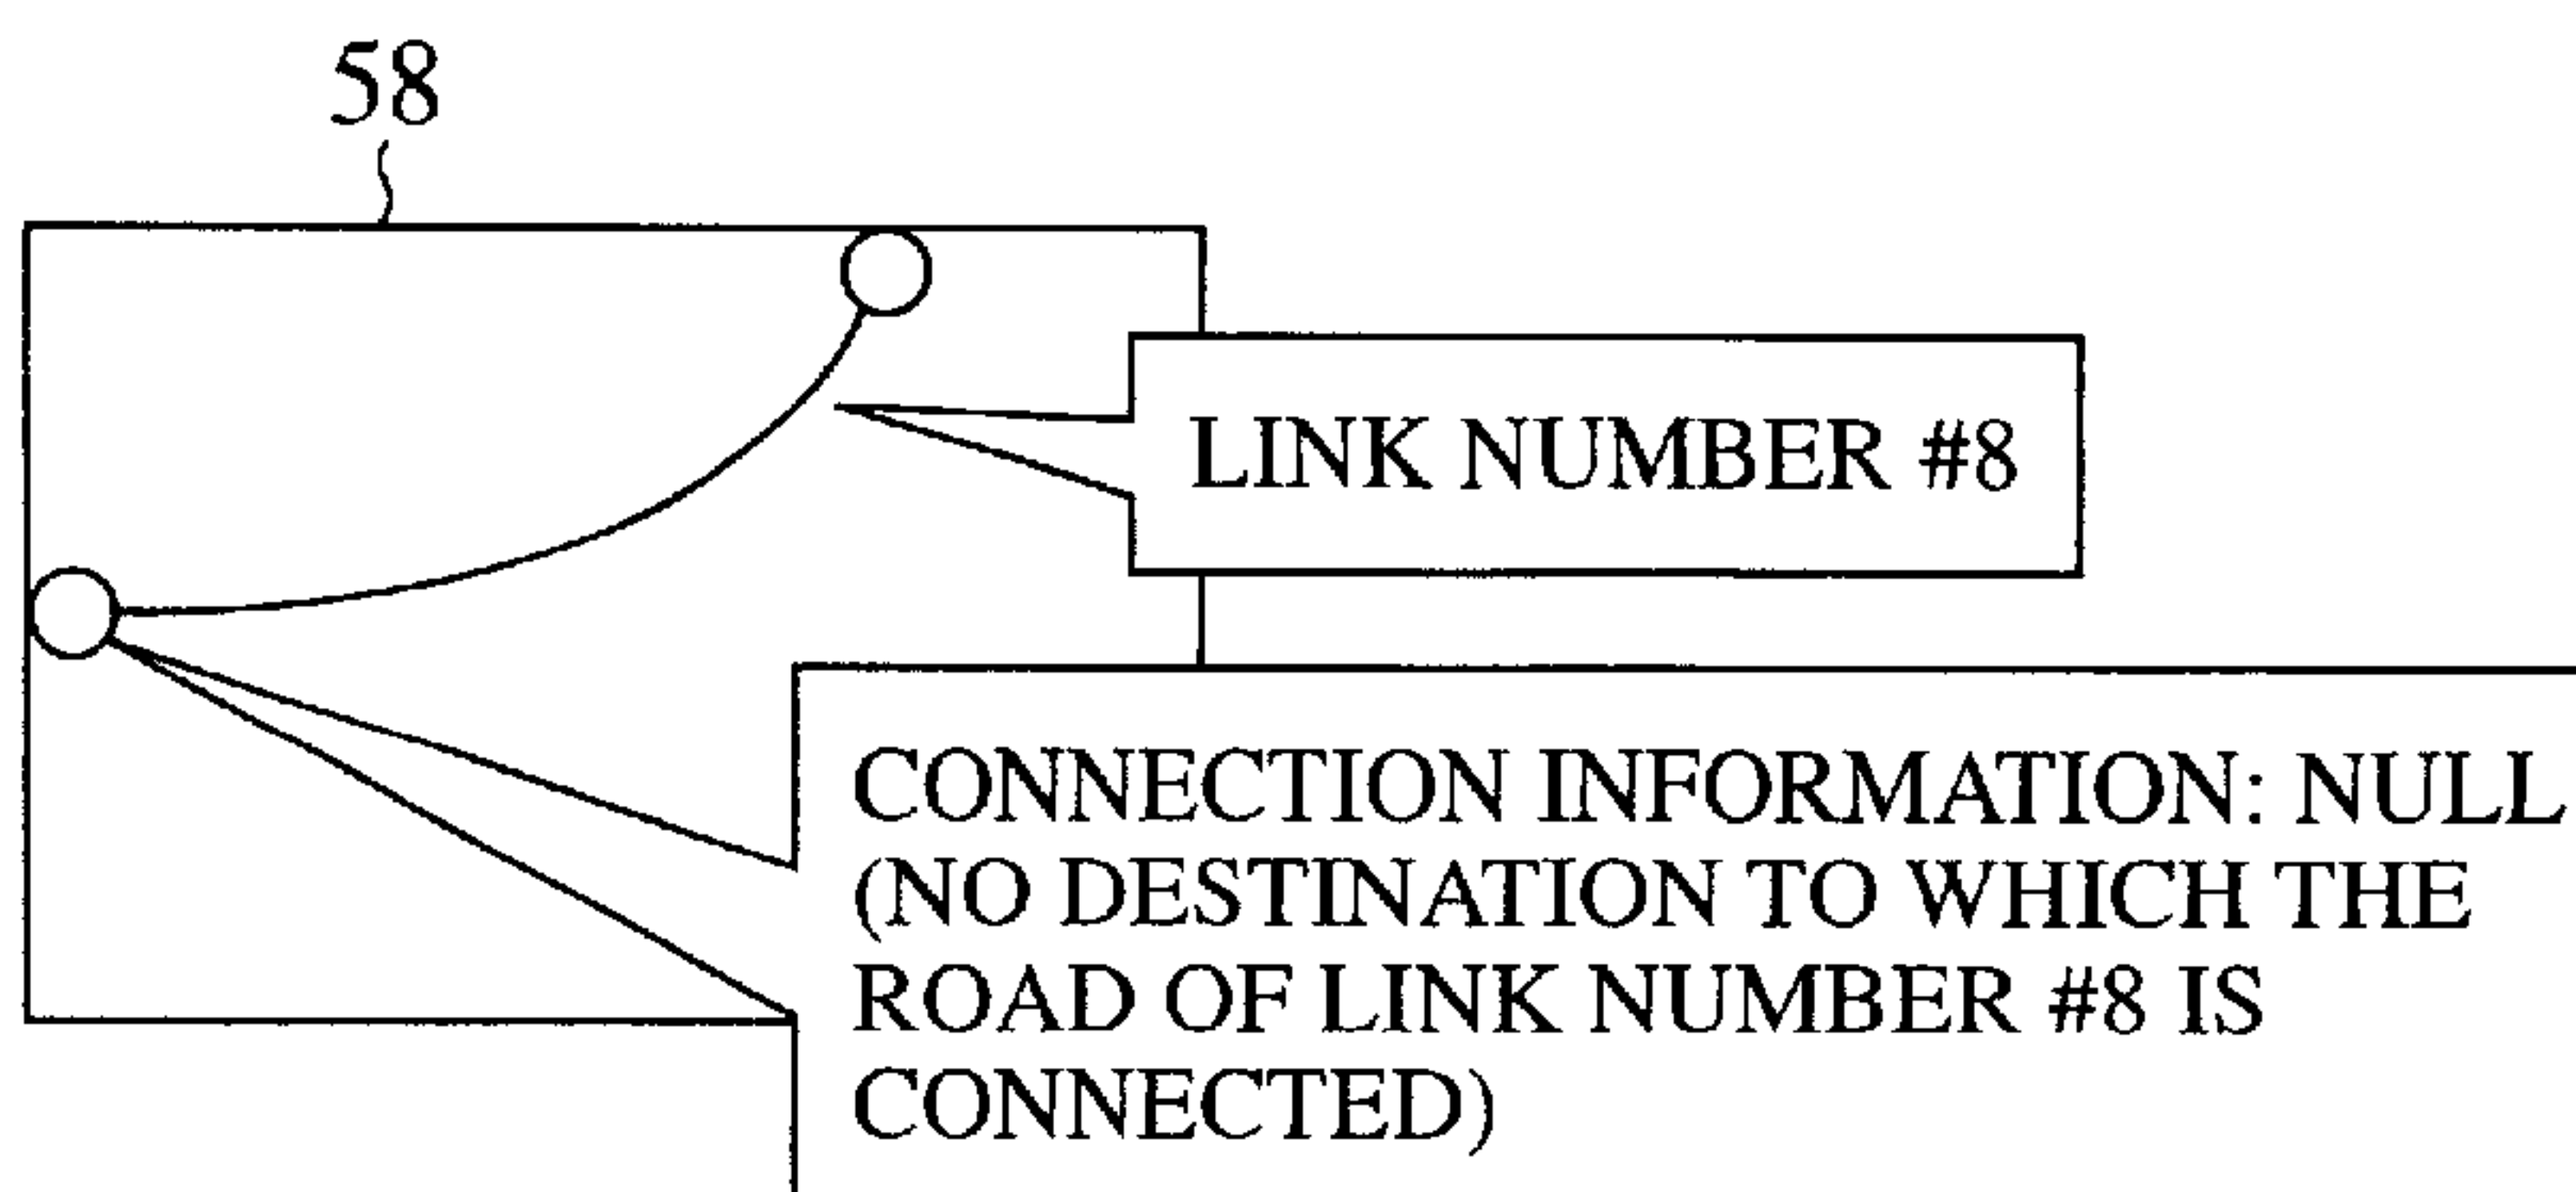 58
LINK NUMBER #8
CONNECTION INFORMATION: NULL
(NO DESTINATION TO WHICH THE
ROAD OF LINK NUMBER #8 IS
CONNECTED)